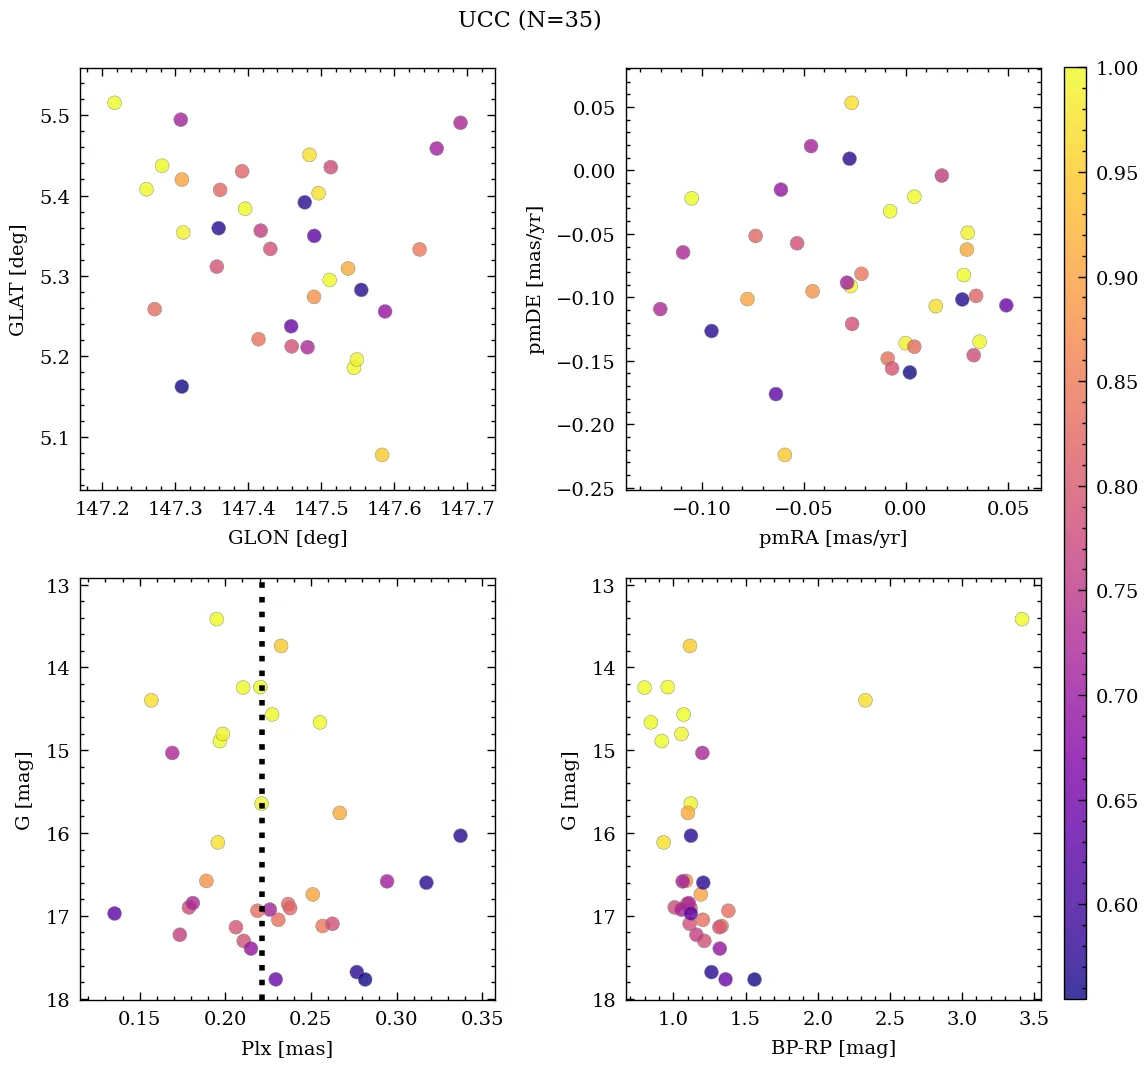 UCC (N=35)
5.5
5.4
5.3
5.2
5.1
GLAT [deg]
147.2 147.3 147.4 147.5 147.6 147.7
GLON [deg]
0.05
0.00
−0.05
−0.10
−0.15
−0.20
−0.25
pmDE [mas/yr]
−0.10 −0.05 0.00 0.05
pmRA [mas/yr]
13
14
15
16
17
18
G [mag]
0.15 0.20 0.25 0.30 0.35
Plx [mas]
13
14
15
16
17
18
G [mag]
1.0 1.5 2.0 2.5 3.0 3.5
BP-RP [mag]
1.00
0.95
0.90
0.85
0.80
0.75
0.70
0.65
0.60